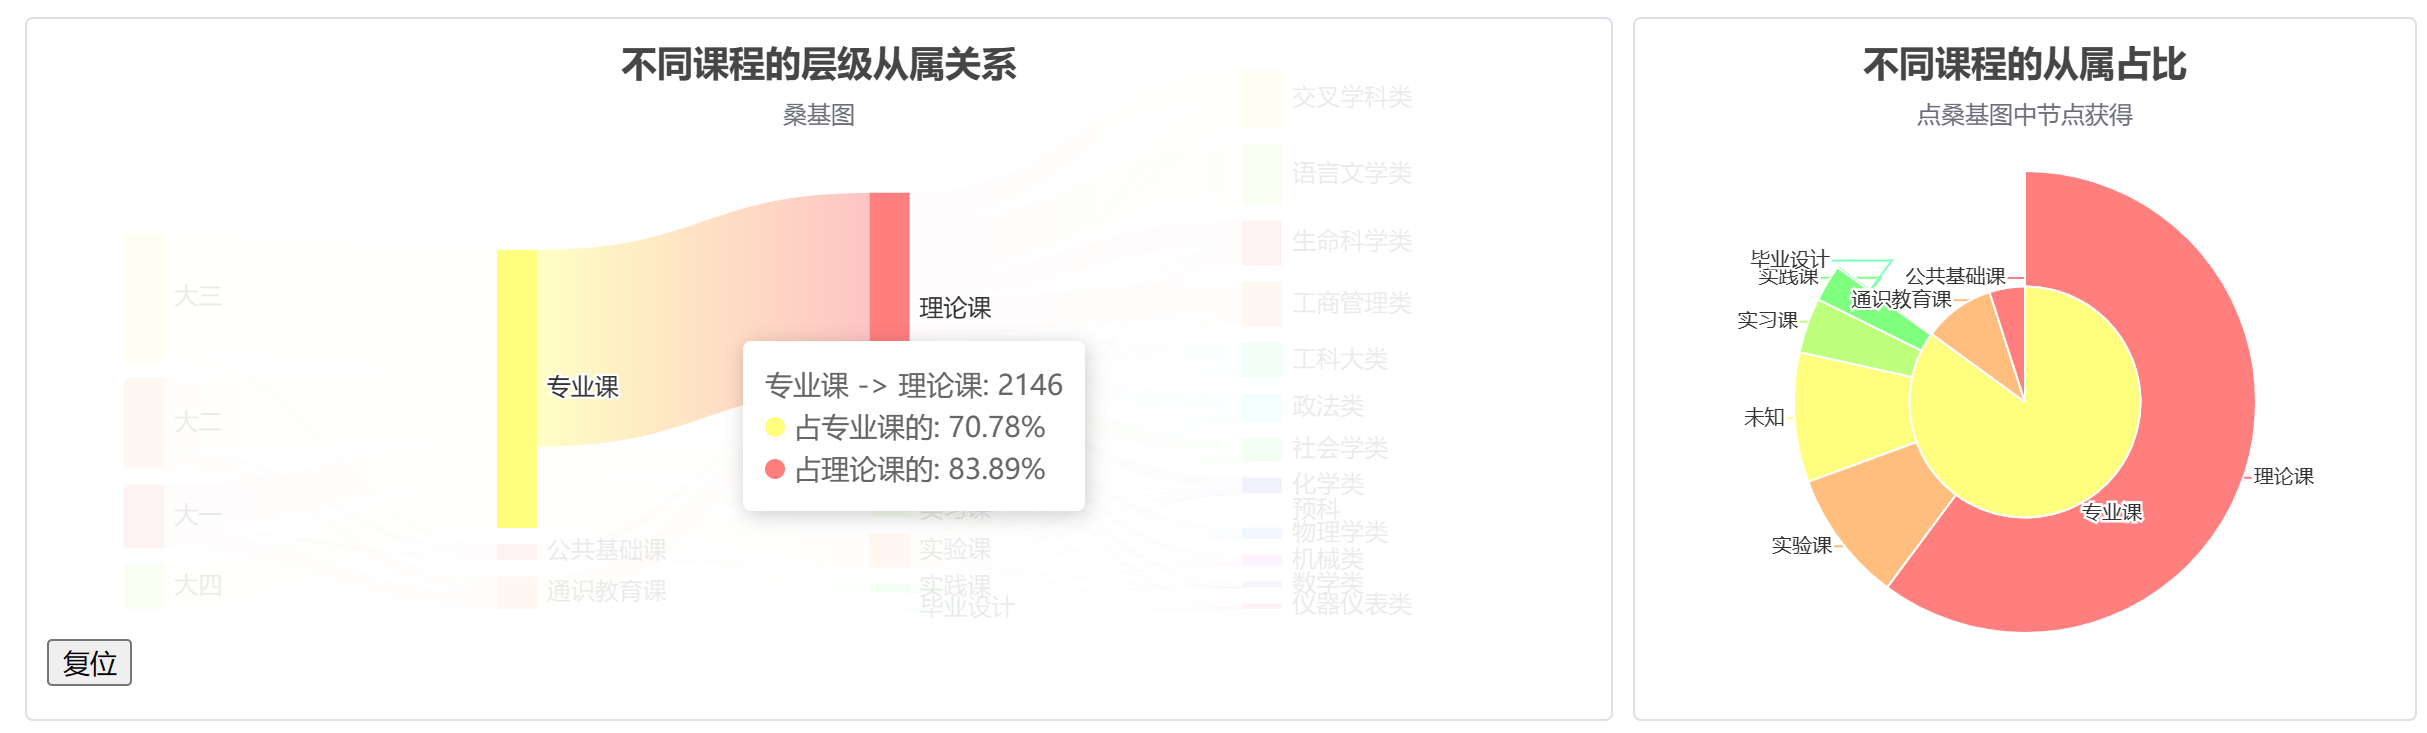 不同课程的层级从属关系
桑基图
大三
大二
大一
大四
专业课
公共基础课
通识教育课
理论课
专业课 -> 理论课: 2146
占专业课的: 70.78%
占理论课的: 83.89%
实习课
实验课
实践课
毕业设计
交叉学科类
语言文学类
生命科学类
工商管理类
工科大类
政法类
社会学类
化学类
预科
物理学类
机械类
数学类
仪器仪表类
复位
不同课程的从属占比
点桑基图中节点获得
毕业设计
实践课
公共基础课
通识教育课
实习课
未知
理论课
专业课
实验课